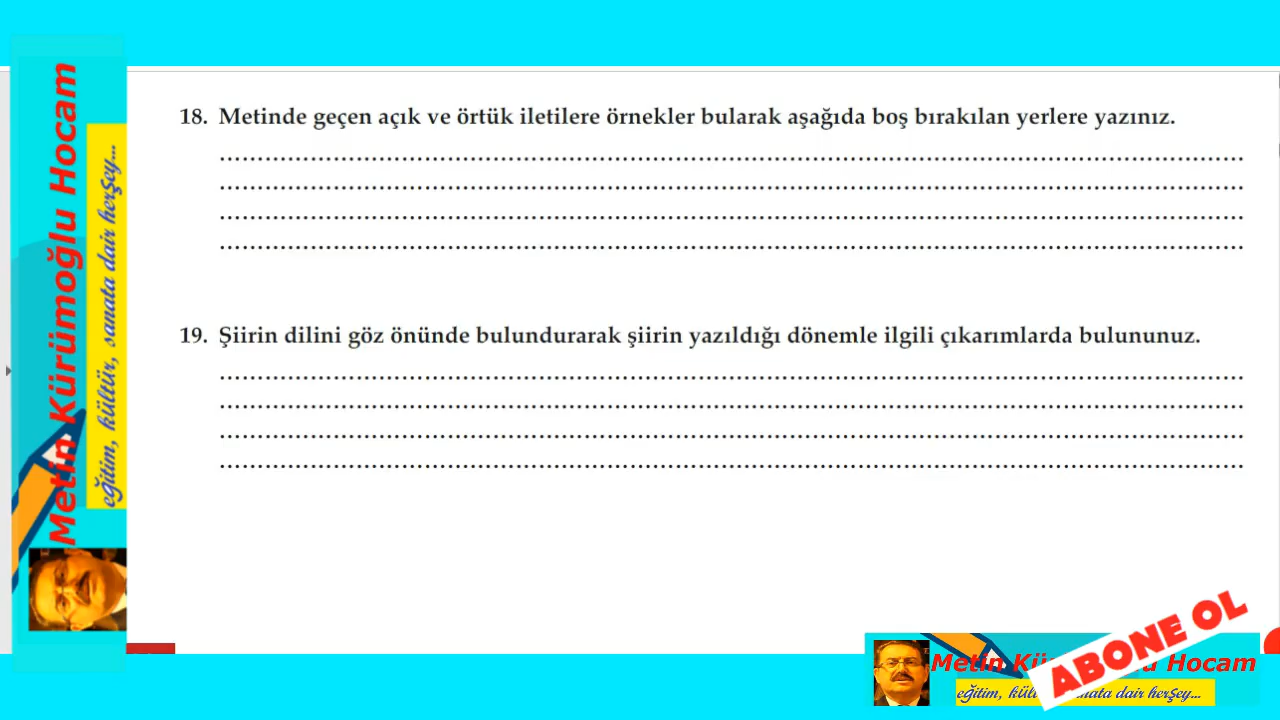 Metin Kürümoğlu Hocam
eğitim, kültür, sanata dair herşey...
18. Metinde geçen açık ve örtük iletilere örnekler bularak aşağıda boş bırakılan yerlere yazınız.
19. Şiirin dilini göz önünde bulundurarak şiirin yazıldığı dönemle ilgili çıkarımlarda bulununuz.
ABONE OL
Metin Hocam
eğitim, dair herşey...